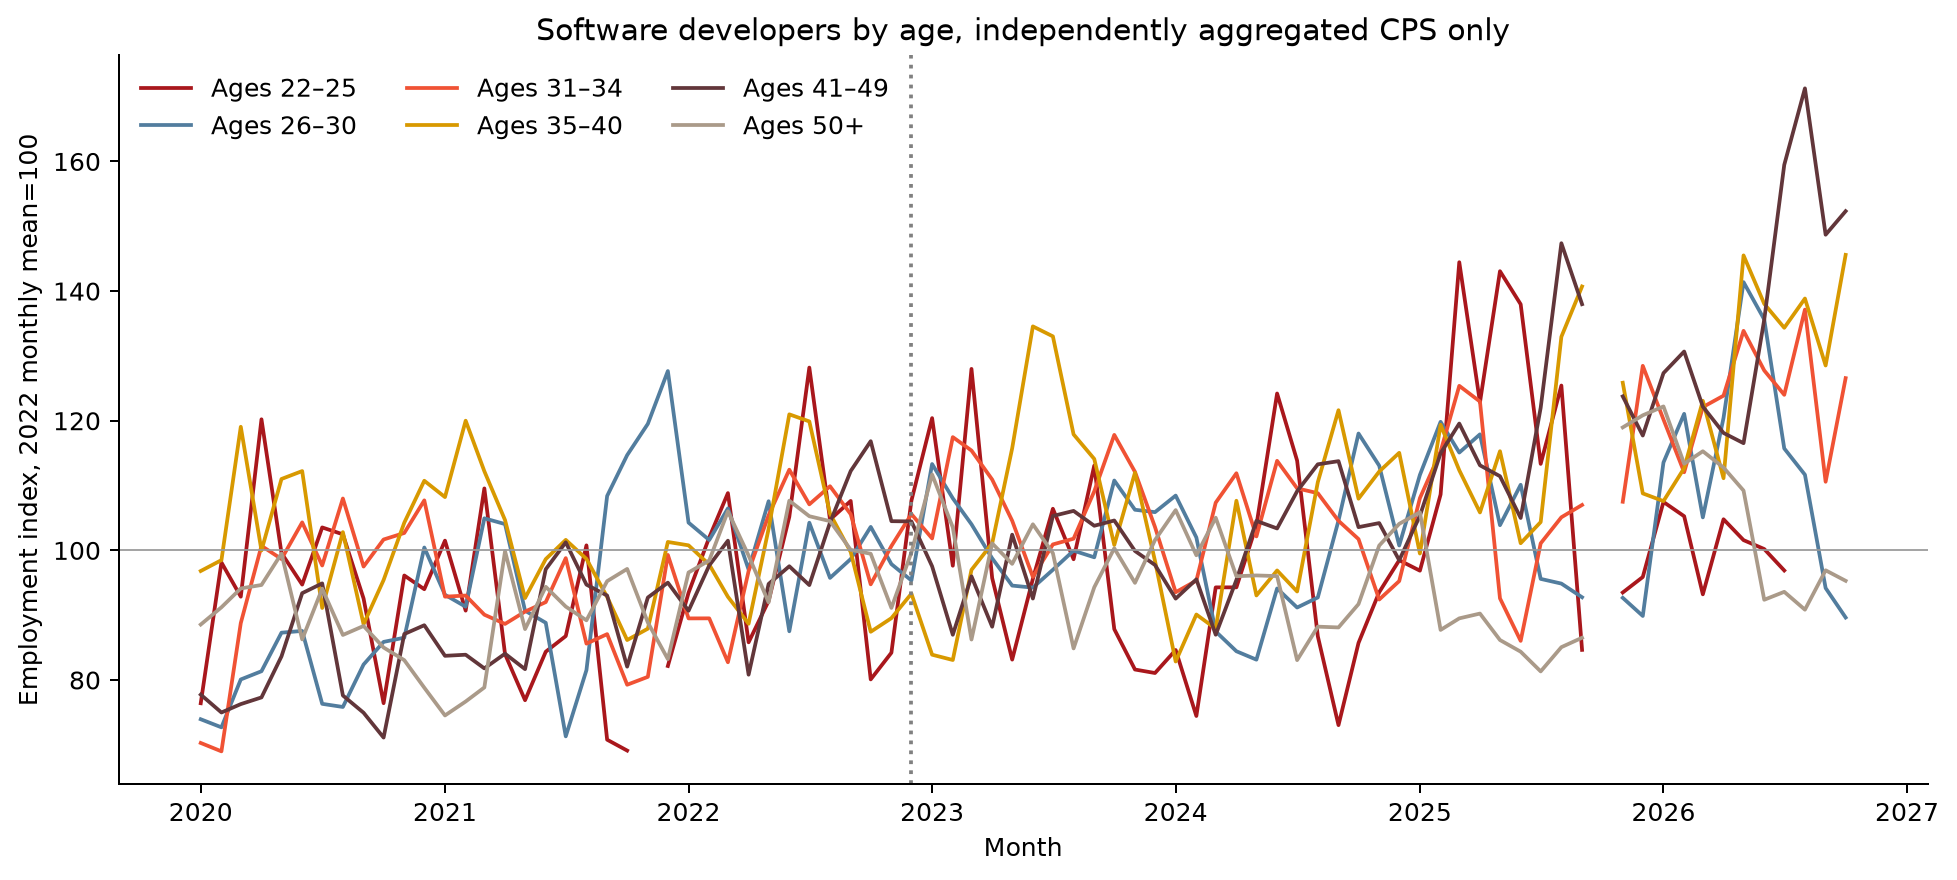 Software developers by age, independently aggregated CPS only
Ages 22–25
Ages 26–30
Ages 31–34
Ages 35–40
Ages 41–49
Ages 50+
Employment index, 2022 monthly mean=100
160
140
120
100
80
2020
2021
2022
2023
2024
2025
2026
2027
Month